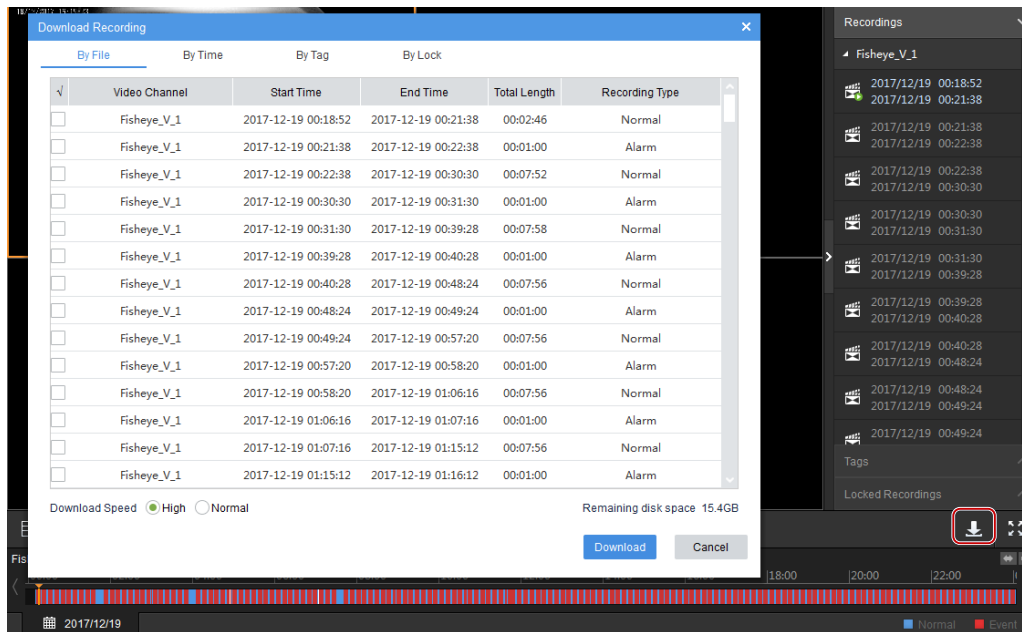 Download Recording
By File By Time By Tag By Lock
√ Video Channel Start Time End Time Total Length Recording Type
Fisheye_V_1 2017-12-19 00:18:52 2017-12-19 00:21:38 00:02:46 Normal
Fisheye_V_1 2017-12-19 00:21:38 2017-12-19 00:22:38 00:01:00 Alarm
Fisheye_V_1 2017-12-19 00:22:38 2017-12-19 00:30:30 00:07:52 Normal
Fisheye_V_1 2017-12-19 00:30:30 2017-12-19 00:31:30 00:01:00 Alarm
Fisheye_V_1 2017-12-19 00:31:30 2017-12-19 00:39:28 00:07:58 Normal
Fisheye_V_1 2017-12-19 00:39:28 2017-12-19 00:40:28 00:01:00 Alarm
Fisheye_V_1 2017-12-19 00:40:28 2017-12-19 00:48:24 00:07:56 Normal
Fisheye_V_1 2017-12-19 00:48:24 2017-12-19 00:49:24 00:01:00 Alarm
Fisheye_V_1 2017-12-19 00:49:24 2017-12-19 00:57:20 00:07:56 Normal
Fisheye_V_1 2017-12-19 00:57:20 2017-12-19 00:58:20 00:01:00 Alarm
Fisheye_V_1 2017-12-19 00:58:20 2017-12-19 01:06:16 00:07:56 Normal
Fisheye_V_1 2017-12-19 01:06:16 2017-12-19 01:07:16 00:01:00 Alarm
Fisheye_V_1 2017-12-19 01:07:16 2017-12-19 01:15:12 00:07:56 Normal
Fisheye_V_1 2017-12-19 01:15:12 2017-12-19 01:16:12 00:01:00 Alarm
Download Speed High Normal Remaining disk space 15.4GB
Download Cancel
Recordings
Fisheye_V_1
2017/12/19 00:18:52
2017/12/19 00:21:38
2017/12/19 00:21:38
2017/12/19 00:22:38
2017/12/19 00:22:38
2017/12/19 00:30:30
2017/12/19 00:30:30
2017/12/19 00:31:30
2017/12/19 00:31:30
2017/12/19 00:39:28
2017/12/19 00:39:28
2017/12/19 00:40:28
2017/12/19 00:40:28
2017/12/19 00:48:24
2017/12/19 00:48:24
2017/12/19 00:49:24
2017/12/19 00:49:24
Tags
Locked Recordings
Fis
18:00 20:00 22:00
2017/12/19 Normal Event